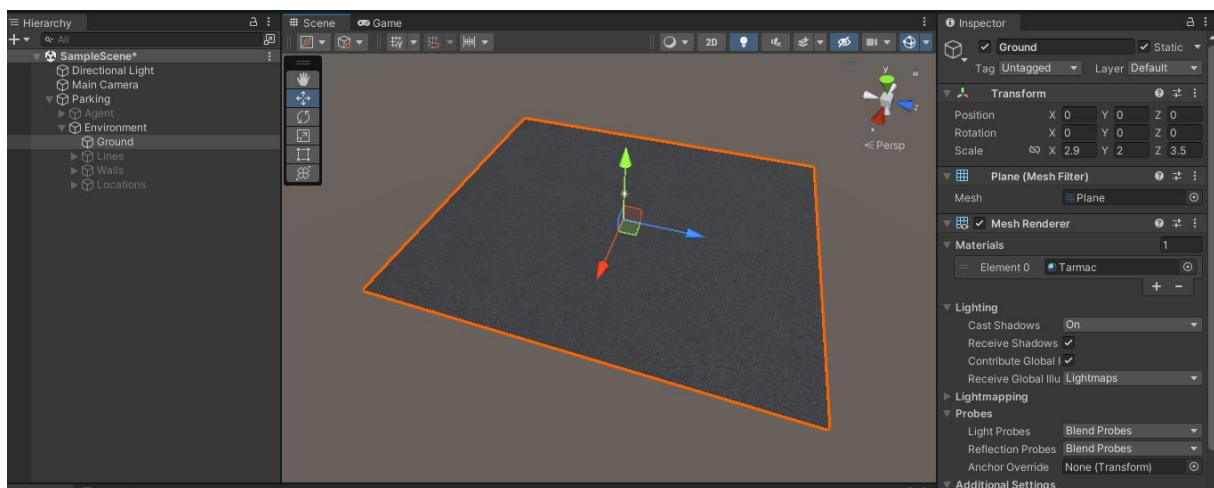 Hierarchy
All
SampleScene*
Directional Light
Main Camera
Parking
Agent
Environment
Ground
Lines
Walls
Locations
Scene
Game
2D
y
z
x
Persp
Inspector
Ground
Static
Tag Untagged Layer Default
Transform
Position X 0 Y 0 Z 0
Rotation X 0 Y 0 Z 0
Scale X 2.9 Y 2 Z 3.5
Plane (Mesh Filter)
Mesh Plane
Mesh Renderer
Materials 1
Element 0 Tarmac
Lighting
Cast Shadows On
Receive Shadows
Contribute Global I
Receive Global Illu Lightmaps
Lightmapping
Probes
Light Probes Blend Probes
Reflection Probes Blend Probes
Anchor Override None (Transform)
Additional Settings